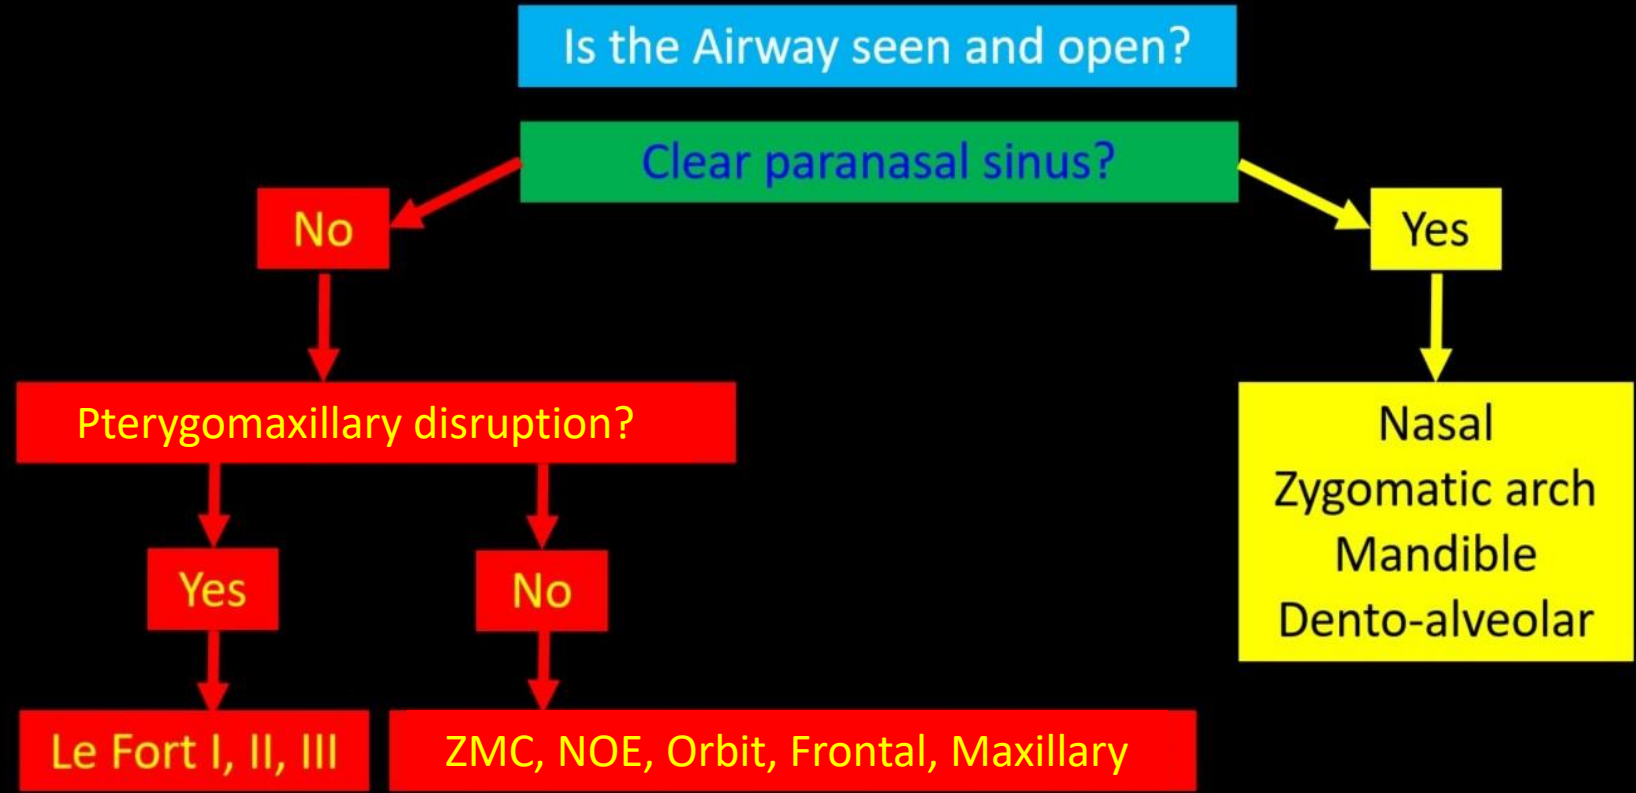 Is the Airway seen and open?
Clear paranasal sinus?
No
Yes
Pterygomaxillary disruption?
Nasal
Zygomatic arch
Mandible
Dento-alveolar
Yes
No
Le Fort I, II, III
ZMC, NOE, Orbit, Frontal, Maxillary